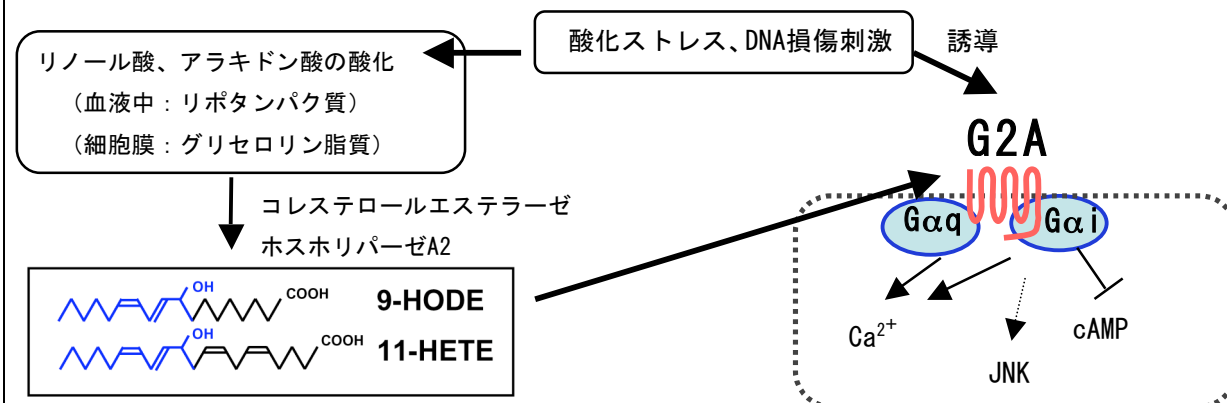 酸化ストレス、DNA損傷刺激
誘導
リノール酸、アラキドン酸の酸化
（血液中：リポタンパク質）
（細胞膜：グリセロリン脂質）
G2A
コレステロールエステラーゼ
ホスホリパーゼA2
Gαq
Gαi
OH
COOH
9-HODE
OH
COOH
11-HETE
Ca²⁺
cAMP
JNK